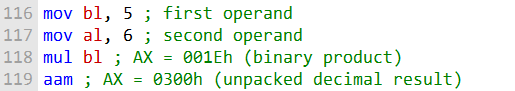 116 mov bl, 5 ; first operand
117 mov al, 6 ; second operand
118 mul bl ; AX = 001Eh (binary product)
119 aam ; AX = 0300h (unpacked decimal result)